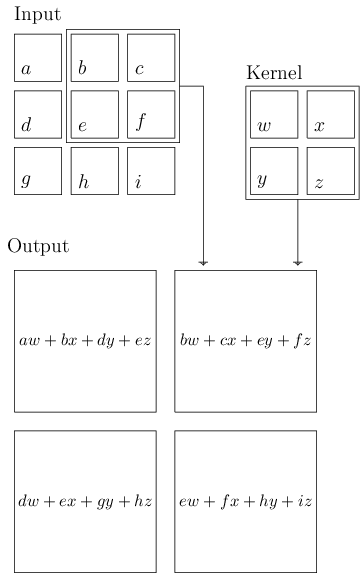 Input
a b c
Kernel
d e f
w x
g h i
y z
Output
aw + bx + dy + ez
bw + cx + ey + fz
dw + ex + gy + hz
ew + fx + hy + iz